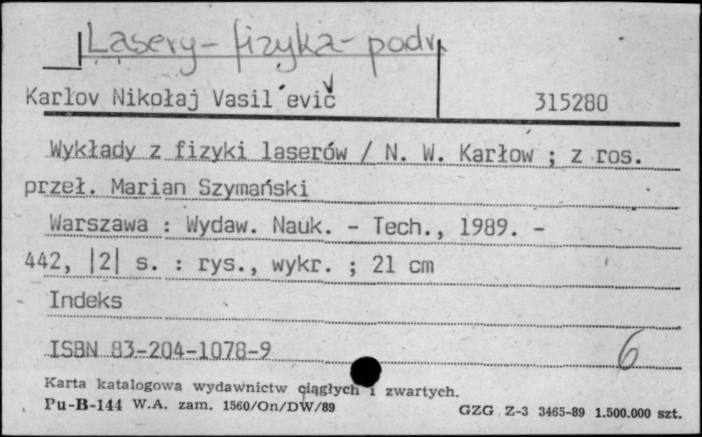 Lasery - fizyka - podr.
Karlov Nikołaj Vasil´evič 315280
Wykłady z fizyki laserów / N. W. Karłow ; z ros.
przeł. Marian Szymański
Warszawa : Wydaw. Nauk. - Tech., 1989. -
442, |2| s. : rys., wykr. ; 21 cm
Indeks
ISBN 83-204-1078-9 6
Karta katalogowa wydawnictw ciągłych i zwartych.
Pu-B-144 W.A. zam. 1560/On/DW/89 GZG Z-3 3465-89 1.500.000 szt.